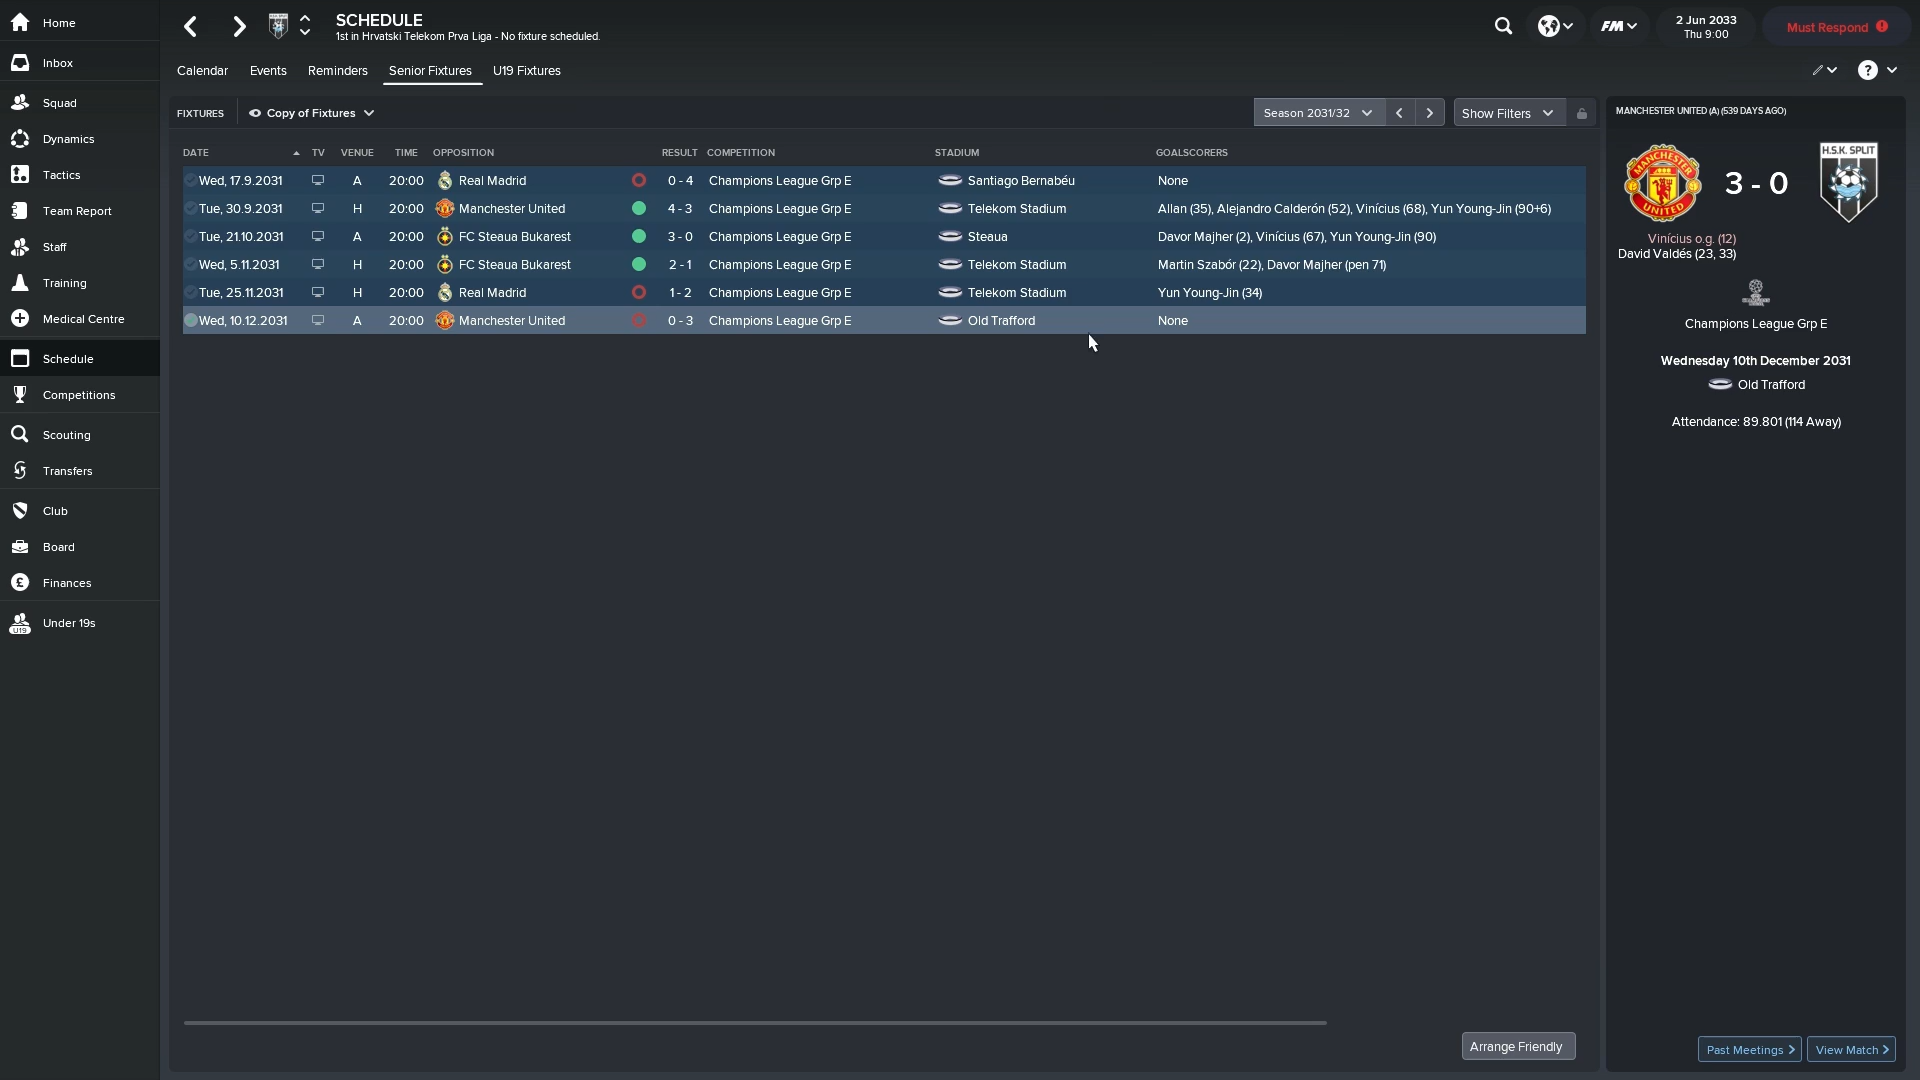 Home
Inbox
Squad
Dynamics
Tactics
Team Report
Staff
Training
Medical Centre
Schedule
Competitions
Scouting
Transfers
Club
Board
Finances
U19
Under 19s
SCHEDULE
1st in Hrvatski Telekom Prva Liga - No fixture scheduled.
FM
2 Jun 2033
Thu 9:00
Must Respond
Calendar Events Reminders Senior Fixtures U19 Fixtures
?
FIXTURES Copy of Fixtures Season 2031/32 Show Filters
DATE TV VENUE TIME OPPOSITION RESULT COMPETITION STADIUM GOALSCORERS
Wed, 17.9.2031 A 20:00 Real Madrid 0 - 4 Champions League Grp E Santiago Bernabéu None
Tue, 30.9.2031 H 20:00 Manchester United 4 - 3 Champions League Grp E Telekom Stadium Allan (35), Alejandro Calderón (52), Vinícius (68), Yun Young-Jin (90+6)
Tue, 21.10.2031 A 20:00 FC Steaua Bukarest 3 - 0 Champions League Grp E Steaua Davor Majher (2), Vinícius (67), Yun Young-Jin (90)
Wed, 5.11.2031 H 20:00 FC Steaua Bukarest 2 - 1 Champions League Grp E Telekom Stadium Martin Szabór (22), Davor Majher (pen 71)
Tue, 25.11.2031 H 20:00 Real Madrid 1 - 2 Champions League Grp E Telekom Stadium Yun Young-Jin (34)
Wed, 10.12.2031 A 20:00 Manchester United 0 - 3 Champions League Grp E Old Trafford None
Arrange Friendly
MANCHESTER UNITED (A) (539 DAYS AGO)
MANCHESTER
UNITED
3 - 0
H.S.K. SPLIT
Vinícius o.g. (12)
David Valdés (23, 33)
Champions League Grp E
Wednesday 10th December 2031
Old Trafford
Attendance: 89.801 (114 Away)
Past Meetings View Match